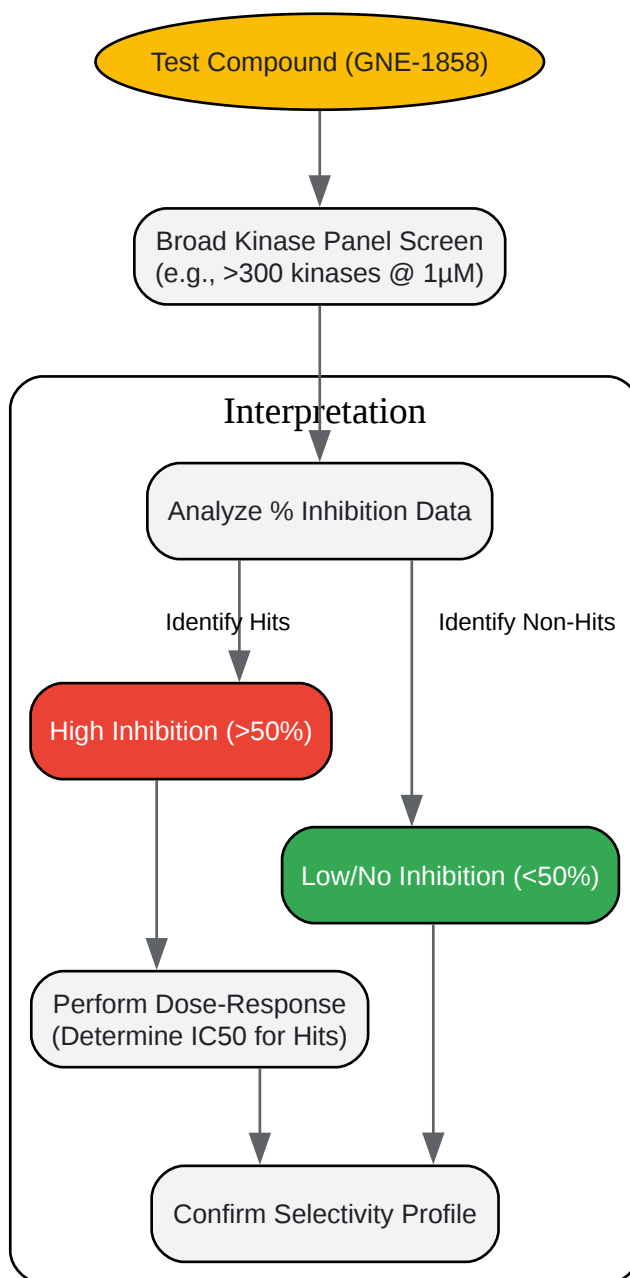 Test Compound (GNE-1858)
Broad Kinase Panel Screen
(e.g., >300 kinases @ 1µM)
Interpretation
Analyze % Inhibition Data
Identify Hits
Identify Non-Hits
High Inhibition (>50%)
Low/No Inhibition (<50%)
Perform Dose-Response
(Determine IC50 for Hits)
Confirm Selectivity Profile